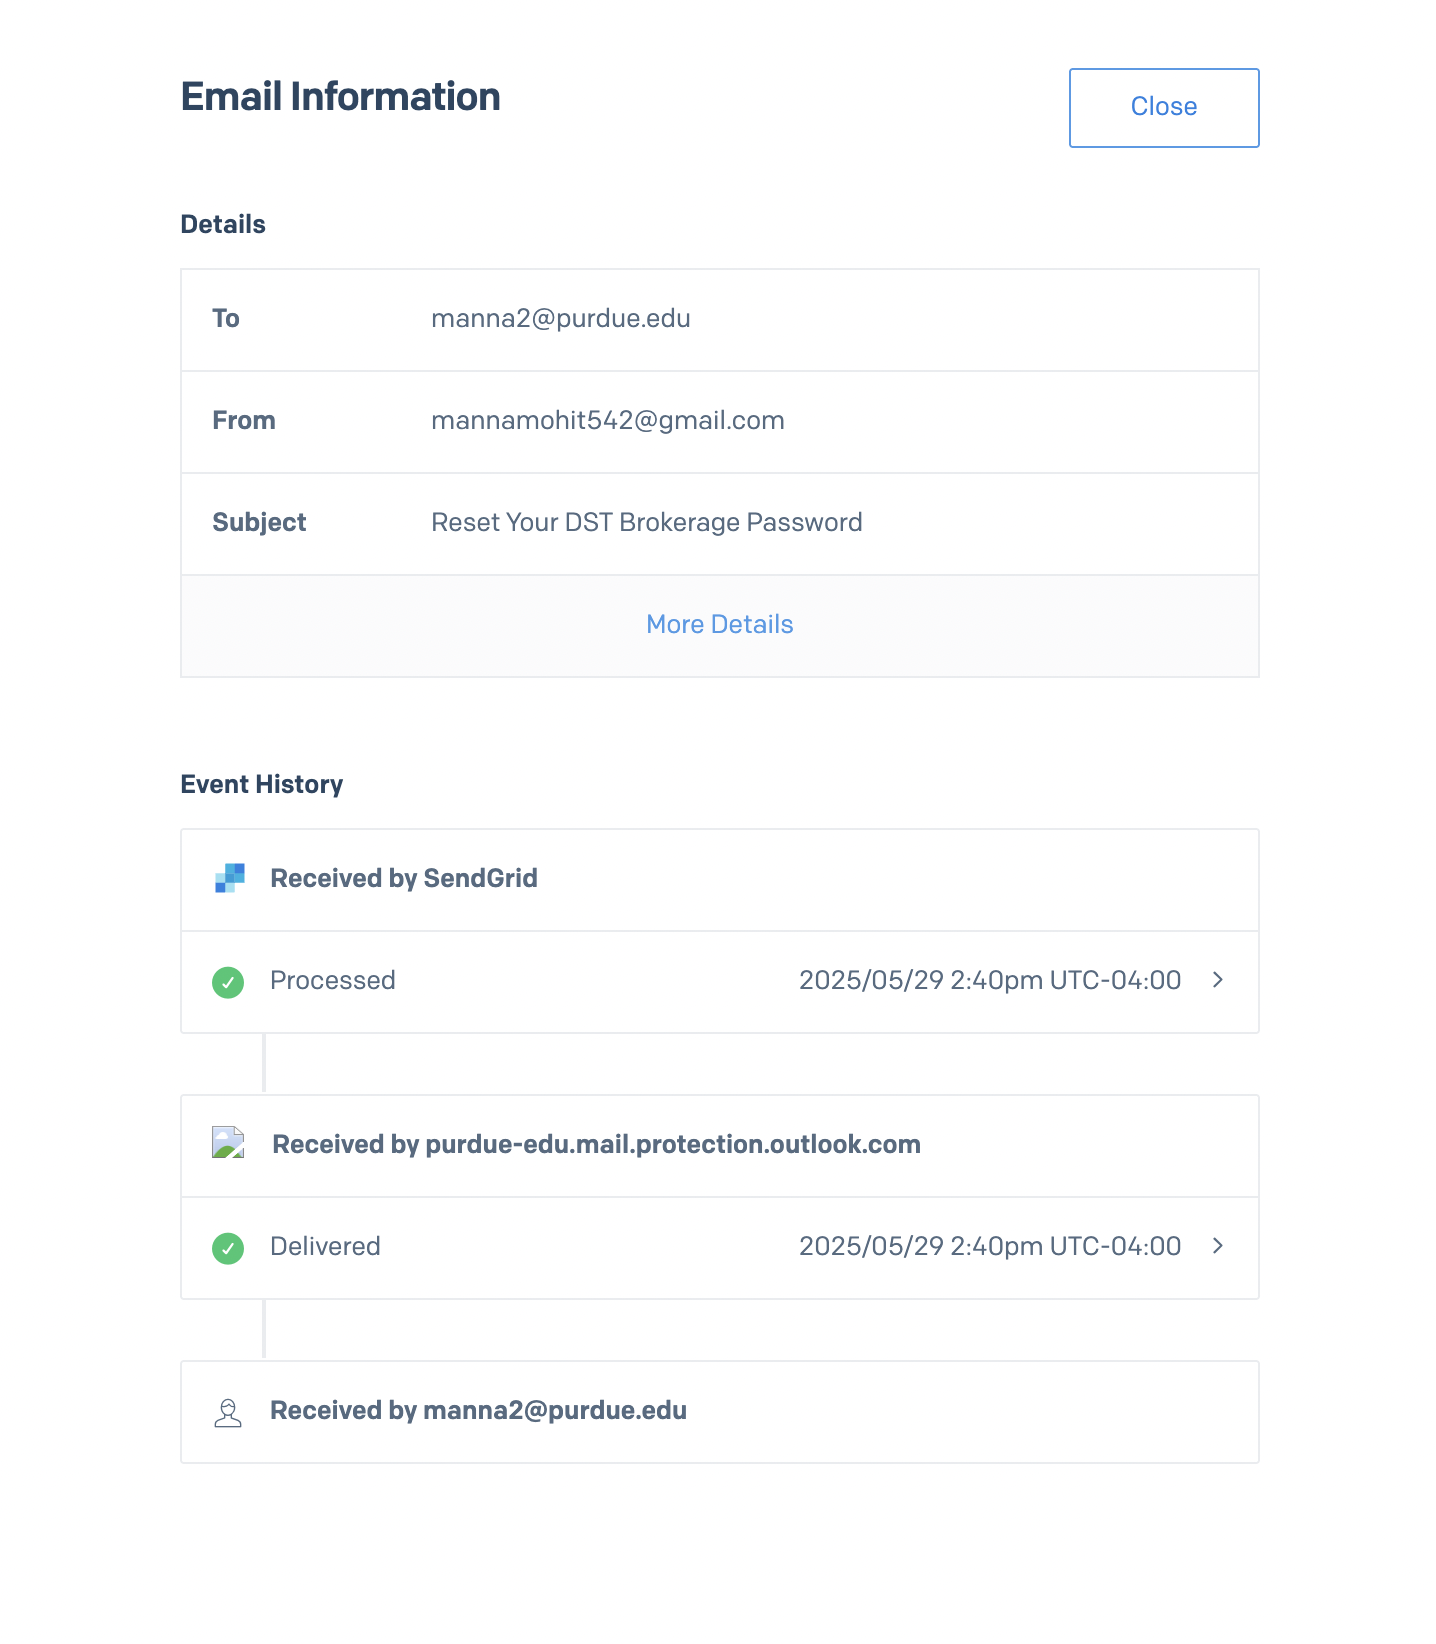 Email Information
Close
Details
To manna2@purdue.edu
From mannamohit542@gmail.com
Subject Reset Your DST Brokerage Password
More Details
Event History
Received by SendGrid
Processed 2025/05/29 2:40pm UTC-04:00
Received by purdue-edu.mail.protection.outlook.com
Delivered 2025/05/29 2:40pm UTC-04:00
Received by manna2@purdue.edu